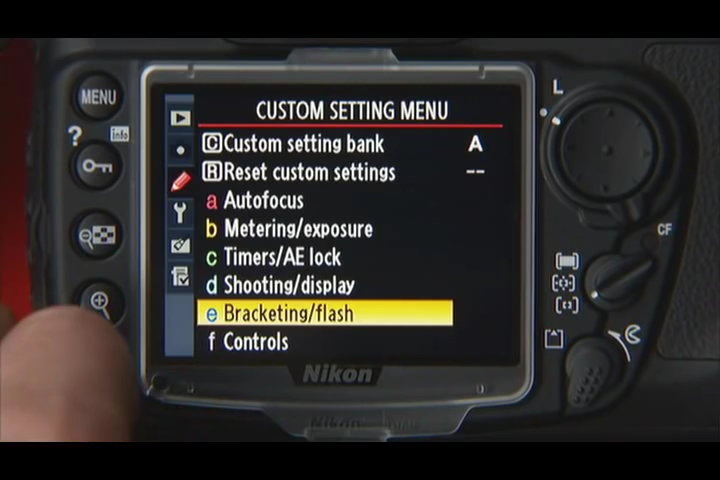 MENU
?
info
CUSTOM SETTING MENU
C Custom setting bank A
R Reset custom settings --
a Autofocus
b Metering/exposure
c Timers/AE lock
d Shooting/display
e Bracketing/flash
f Controls
Nikon
L
CF